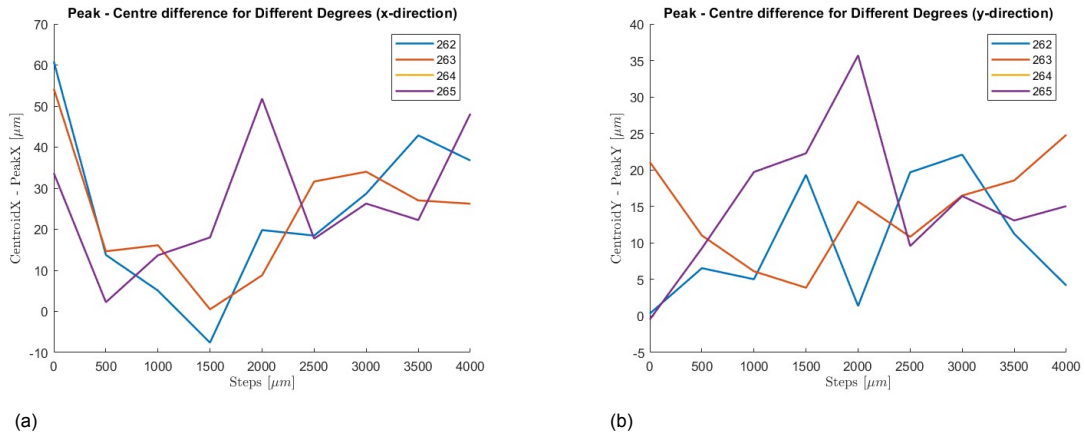 Peak - Centre difference for Different Degrees (x-direction)
70
60
50
40
30
20
10
0
-10
CentroidX - PeakX [μm]
262
263
264
265
0 500 1000 1500 2000 2500 3000 3500 4000
Steps [μm]
(a)
Peak - Centre difference for Different Degrees (y-direction)
40
35
30
25
20
15
10
5
0
-5
CentroidY - PeakY [μm]
262
263
264
265
0 500 1000 1500 2000 2500 3000 3500 4000
Steps [μm]
(b)